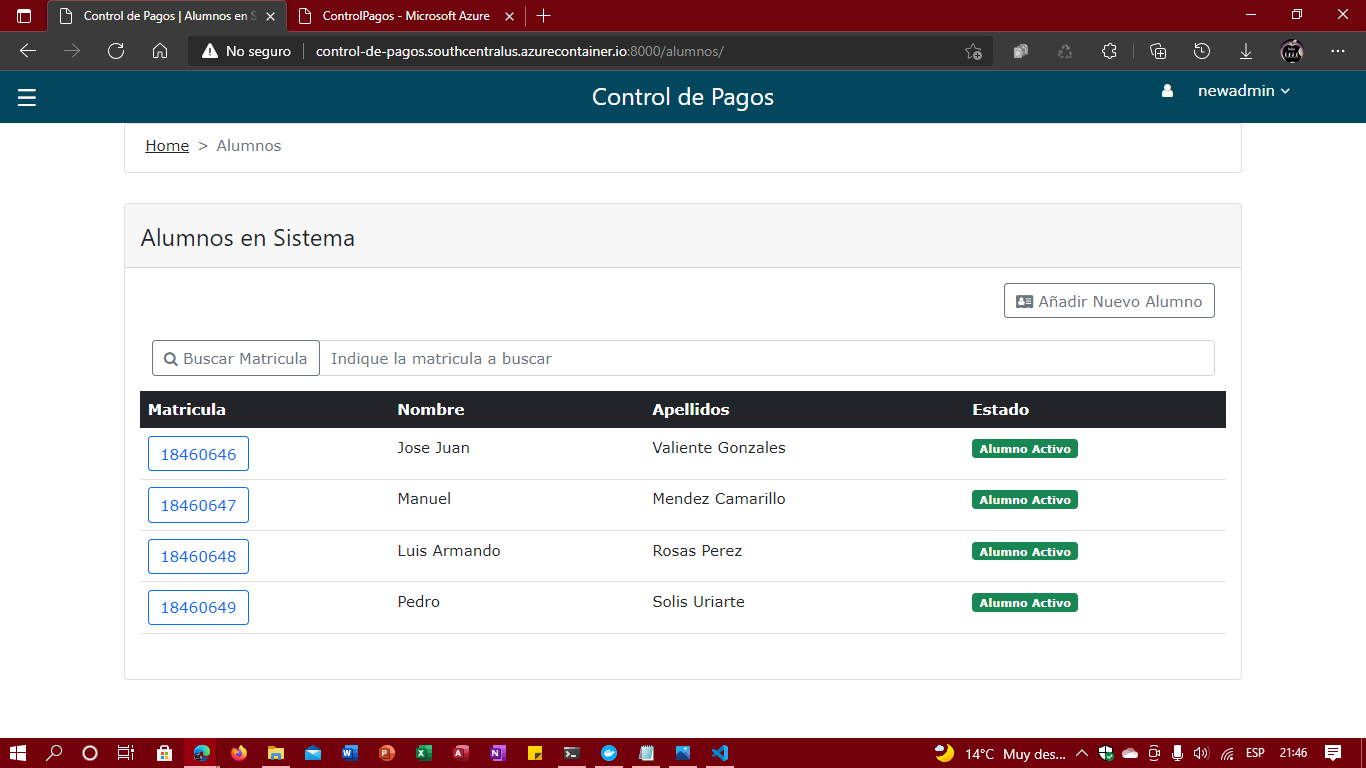 Control de Pagos | Alumnos en S
ControlPagos - Microsoft Azure
No seguro
control-de-pagos.southcentralus.azurecontainer.io:8000/alumnos/
Control de Pagos
newadmin
Home > Alumnos
Alumnos en Sistema
Añadir Nuevo Alumno
Buscar Matricula
Indique la matricula a buscar
Matricula Nombre Apellidos Estado
18460646 Jose Juan Valiente Gonzales Alumno Activo
18460647 Manuel Mendez Camarillo Alumno Activo
18460648 Luis Armando Rosas Perez Alumno Activo
18460649 Pedro Solis Uriarte Alumno Activo
14°C Muy des... ESP 21:46